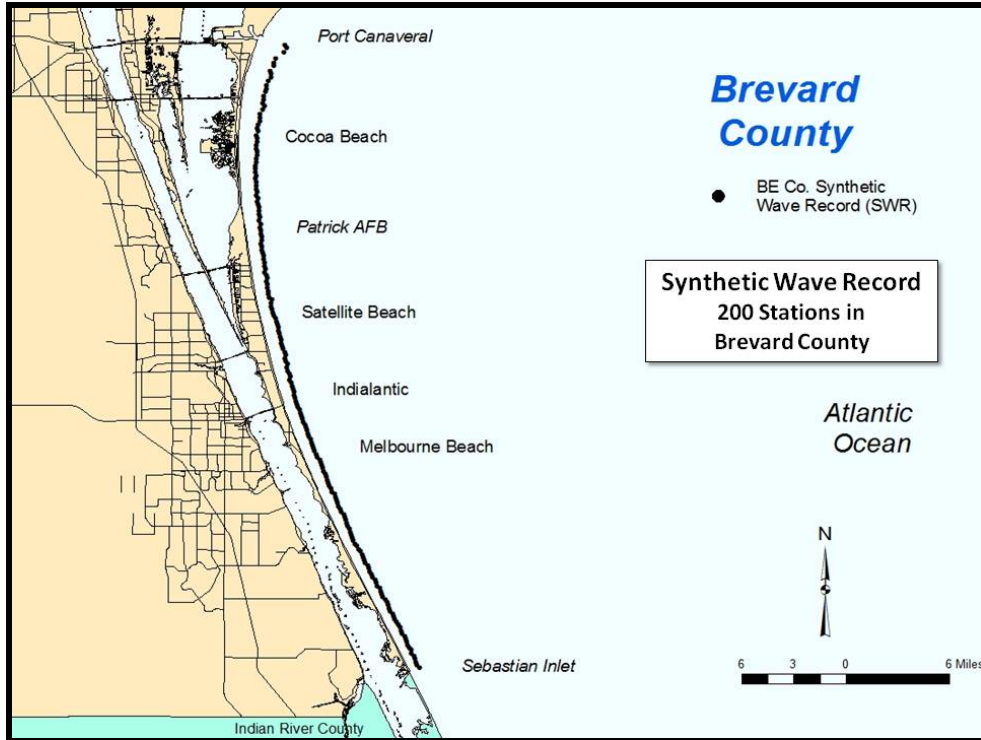 Port Canaveral
Brevard
County
Cocoa Beach
BE Co. Synthetic
Wave Record (SWR)
Patrick AFB
Synthetic Wave Record
200 Stations in
Brevard County
Satellite Beach
Indialantic
Atlantic
Ocean
Melbourne Beach
N
Sebastian Inlet
6 3 0 6 Miles
Indian River County